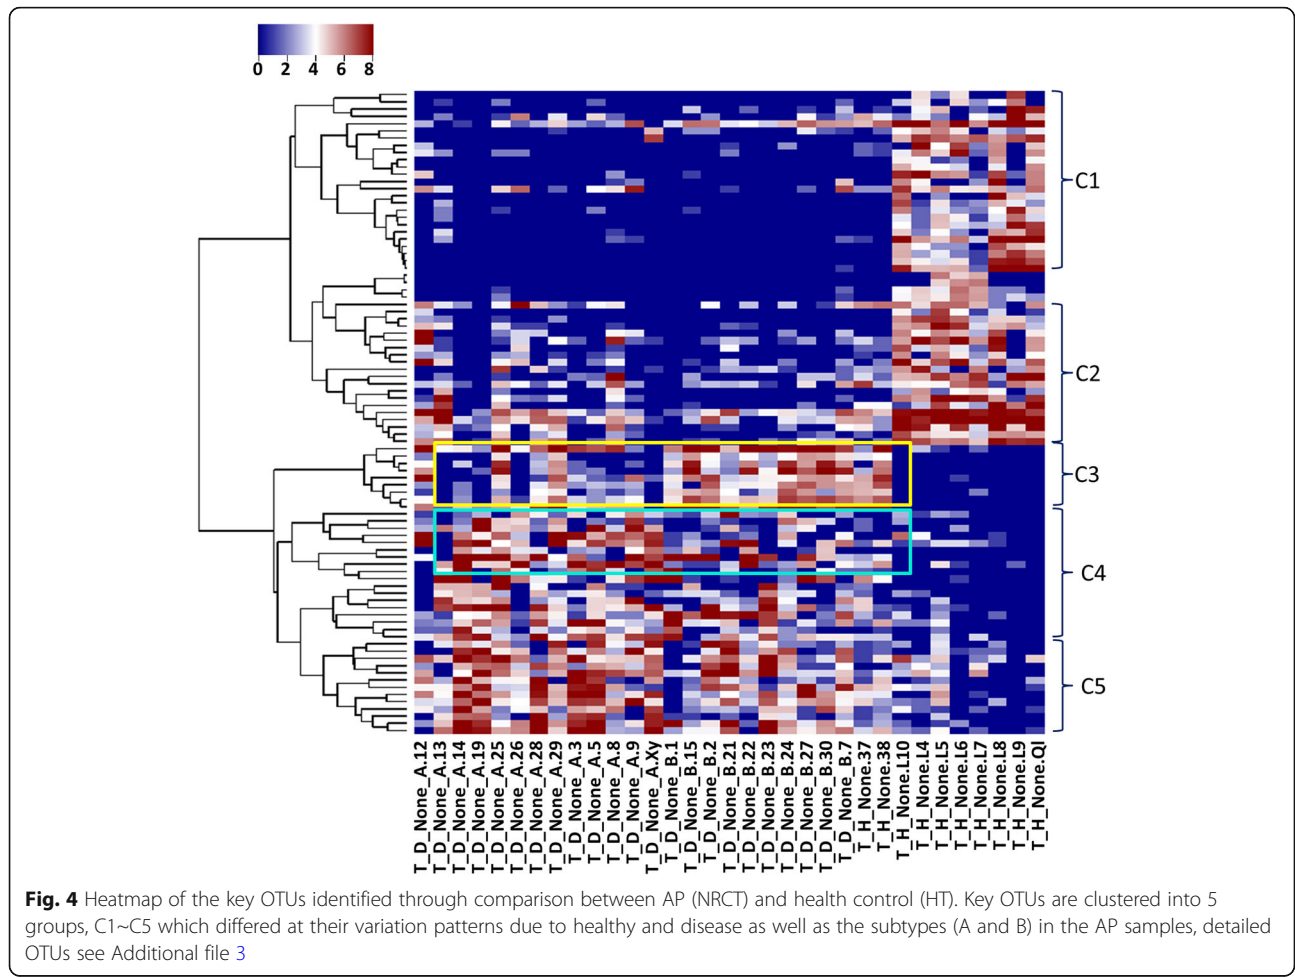 0 2 4 6 8
C1
C2
C3
C4
C5
T_D_None_A.12
T_D_None_A.13
T_D_None_A.14
T_D_None_A.19
T_D_None_A.25
T_D_None_A.26
T_D_None_A.28
T_D_None_A.29
T_D_None_A.3
T_D_None_A.5
T_D_None_A.8
T_D_None_A.9
T_D_None_A.Xy
T_D_None_B.1
T_D_None_B.15
T_D_None_B.2
T_D_None_B.21
T_D_None_B.22
T_D_None_B.23
T_D_None_B.24
T_D_None_B.27
T_D_None_B.30
T_D_None_B.7
T_H_None.37
T_H_None.38
T_H_None.L10
T_H_None.L4
T_H_None.L5
T_H_None.L6
T_H_None.L7
T_H_None.L8
T_H_None.L9
T_H_None.QI
Fig. 4 Heatmap of the key OTUs identified through comparison between AP (NRCT) and health control (HT). Key OTUs are clustered into 5
groups, C1~C5 which differed at their variation patterns due to healthy and disease as well as the subtypes (A and B) in the AP samples, detailed
OTUs see Additional file 3